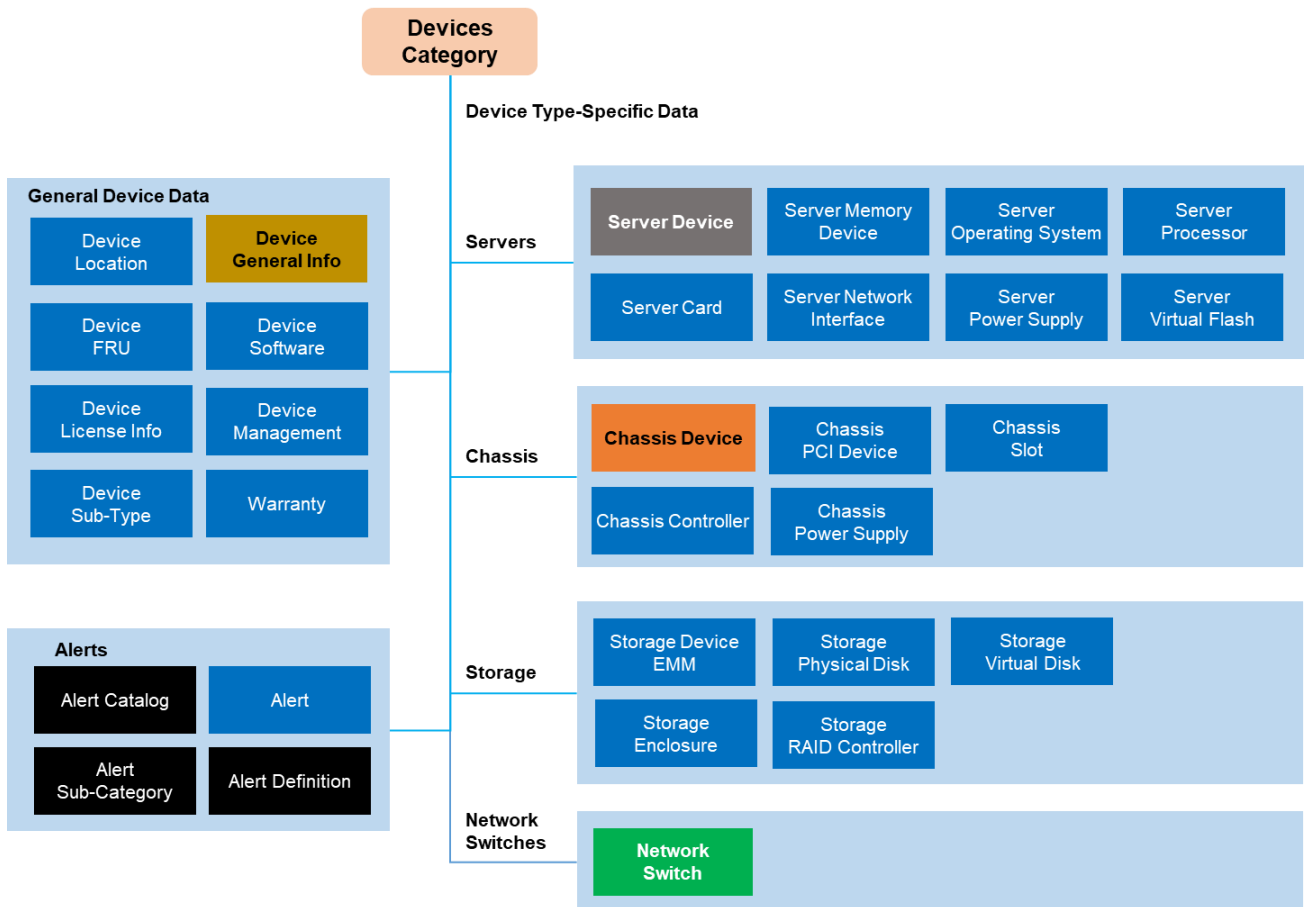 Devices
Category
Device Type-Specific Data
General Device Data
Device
Location
Device
General Info
Device
FRU
Device
Software
Device
License Info
Device
Management
Device
Sub-Type
Warranty
Alerts
Alert Catalog
Alert
Alert
Sub-Category
Alert Definition
Servers
Server Device
Server Memory
Device
Server
Operating System
Server
Processor
Server Card
Server Network
Interface
Server
Power Supply
Server
Virtual Flash
Chassis
Chassis Device
Chassis
PCI Device
Chassis
Slot
Chassis Controller
Chassis
Power Supply
Storage
Storage Device
EMM
Storage
Physical Disk
Storage
Virtual Disk
Storage
Enclosure
Storage
RAID Controller
Network
Switches
Network
Switch